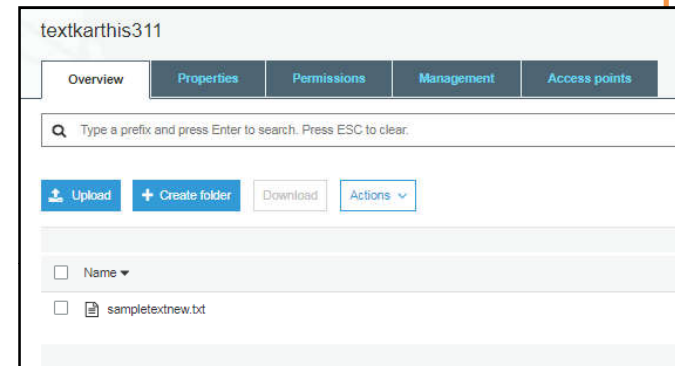 textkarthis311
Overview Properties Permissions Management Access points
Type a prefix and press Enter to search. Press ESC to clear.
Upload Create folder Download Actions
Name
sampletextnew.txt